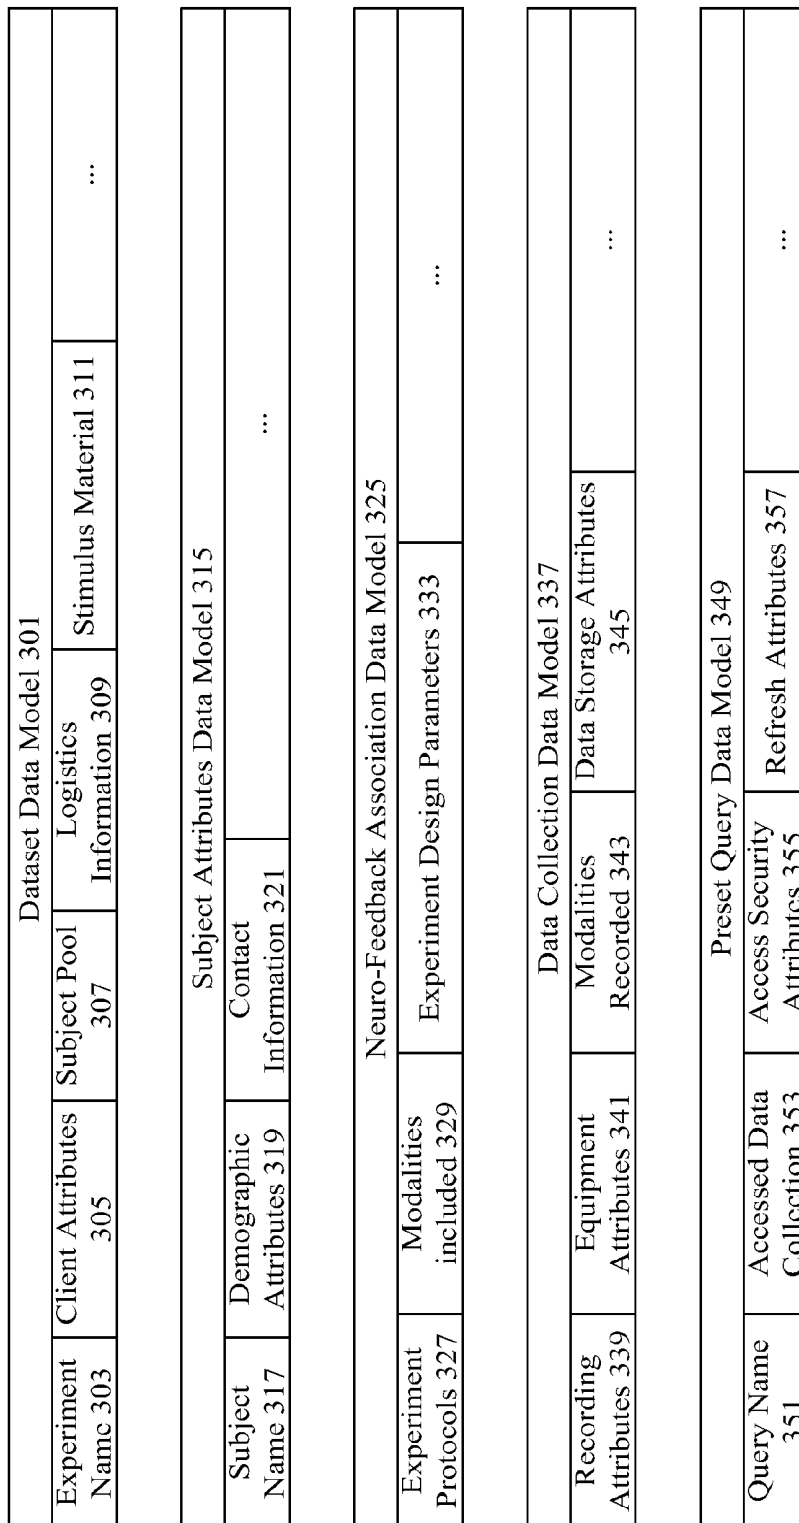 Dataset Data Model 301
Experiment
Name 303
Client Attributes
305
Subject Pool
307
Logistics
Information 309
Stimulus Material 311
...
Subject Attributes Data Model 315
Subject
Name 317
Demographic
Attributes 319
Contact
Information 321
...
Neuro-Feedback Association Data Model 325
Experiment
Protocols 327
Modalities
included 329
Experiment Design Parameters 333
...
Data Collection Data Model 337
Recording
Attributes 339
Equipment
Attributes 341
Modalities
Recorded 343
Data Storage Attributes
345
...
Preset Query Data Model 349
Query Name
351
Accessed Data
Collection 353
Access Security
Attributes 355
Refresh Attributes 357
...